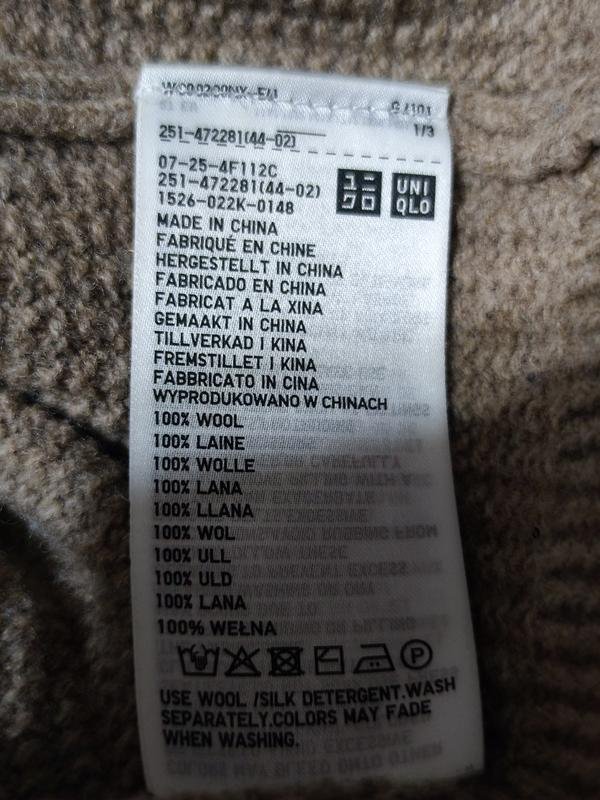 251-472281(44-02)
1/3
07-25-4F112C
251-472281(44-02)
1526-022K-0148
ユニ
クロ
UNI
QLO
MADE IN CHINA
FABRIQUÉ EN CHINE
HERGESTELLT IN CHINA
FABRICADO EN CHINA
FABRICAT A LA XINA
GEMAAKT IN CHINA
TILLVERKAD I KINA
FREMSTILLET I KINA
FABBRICATO IN CINA
WYPRODUKOWANO W CHINACH
100% WOOL
100% LAINE
100% WOLLE
100% LANA
100% LLANA
100% WOL
100% ULL
100% ULD
100% LANA
100% WEŁNA
P
USE WOOL /SILK DETERGENT.WASH
SEPARATELY.COLORS MAY FADE
WHEN WASHING.